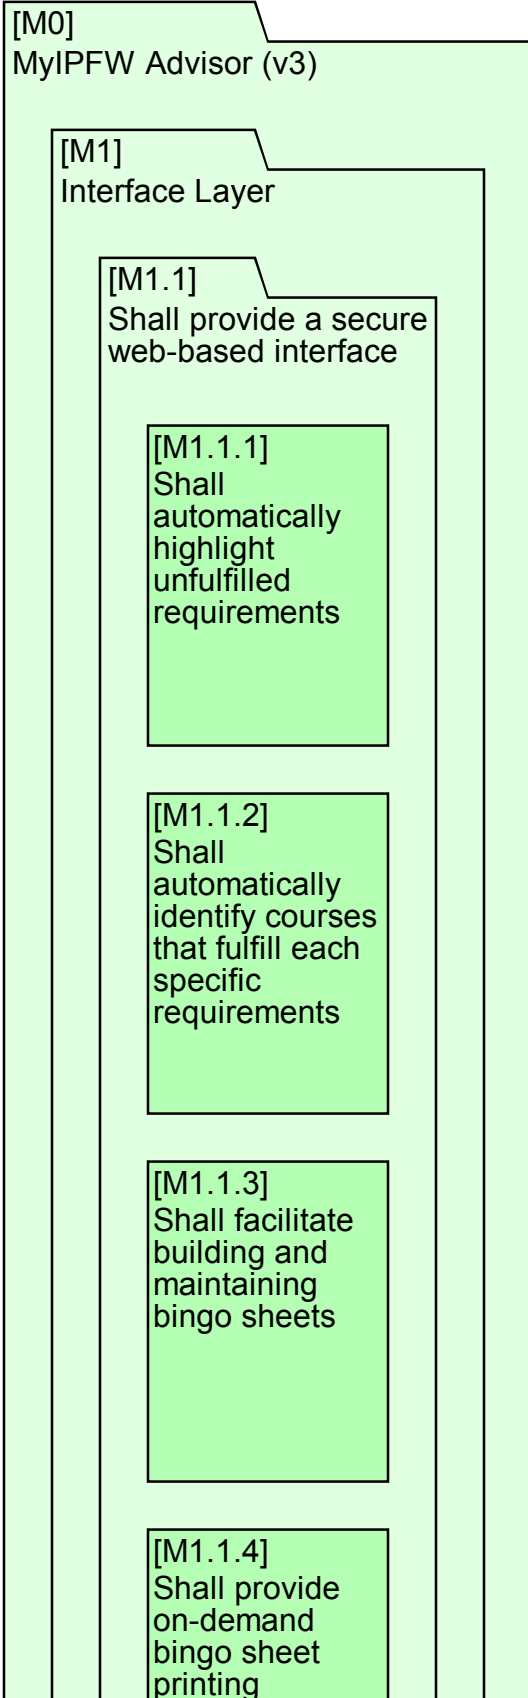 [M0]
MyIPFW Advisor (v3)
[M1]
Interface Layer
[M1.1]
Shall provide a secure
web-based interface
[M1.1.1]
Shall
automatically
highlight
unfulfilled
requirements
[M1.1.2]
Shall
automatically
identify courses
that fulfill each
specific
requirements
[M1.1.3]
Shall facilitate
building and
maintaining
bingo sheets
[M1.1.4]
Shall provide
on-demand
bingo sheet
printing